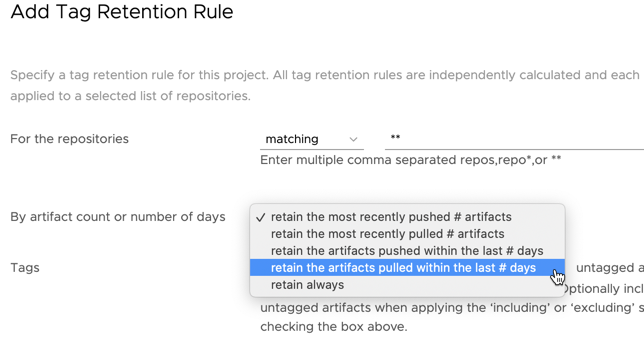 Add Tag Retention Rule
Specify a tag retention rule for this project. All tag retention rules are independently calculated and each
applied to a selected list of repositories.
For the repositories
matching
**
Enter multiple comma separated repos,repo*,or **
By artifact count or number of days
✓ retain the most recently pushed # artifacts
retain the most recently pulled # artifacts
retain the artifacts pushed within the last # days
retain the artifacts pulled within the last # days
retain always
Tags
untagged a
Optionally incl
untagged artifacts when applying the ‘including’ or ‘excluding’ s
checking the box above.